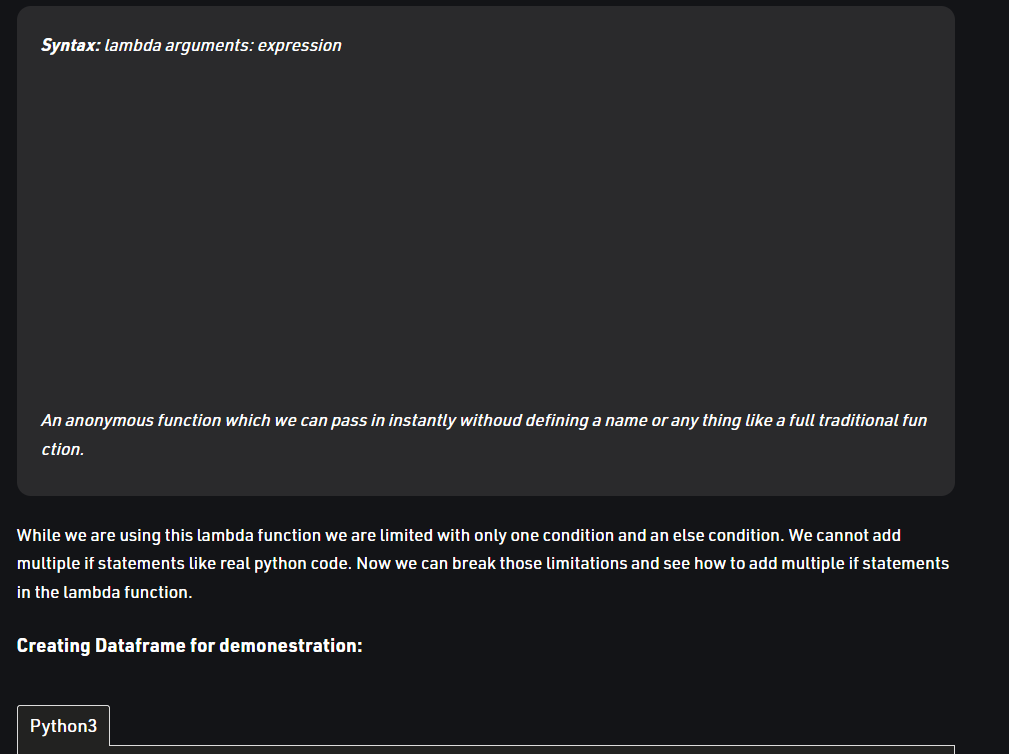 Syntax: lambda arguments: expression
An anonymous function which we can pass in instantly withoud defining a name or any thing like a full traditional fun
ction.
While we are using this lambda function we are limited with only one condition and an else condition. We cannot add
multiple if statements like real python code. Now we can break those limitations and see how to add multiple if statements
in the lambda function.
Creating Dataframe for demonestration:
Python3